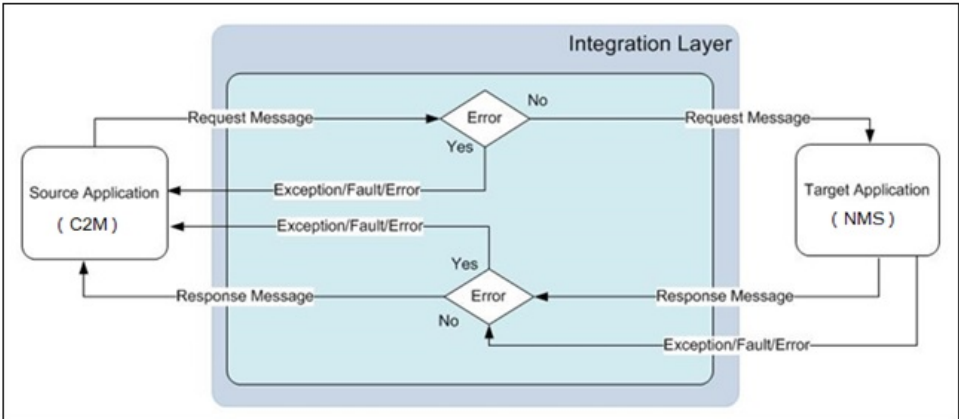 Integration Layer
No
Request Message
Error
Request Message
Yes
Source Application
( C2M )
Exception/Fault/Error
Target Application
( NMS )
Exception/Fault/Error
Yes
Response Message
Error
Response Message
No
Exception/Fault/Error